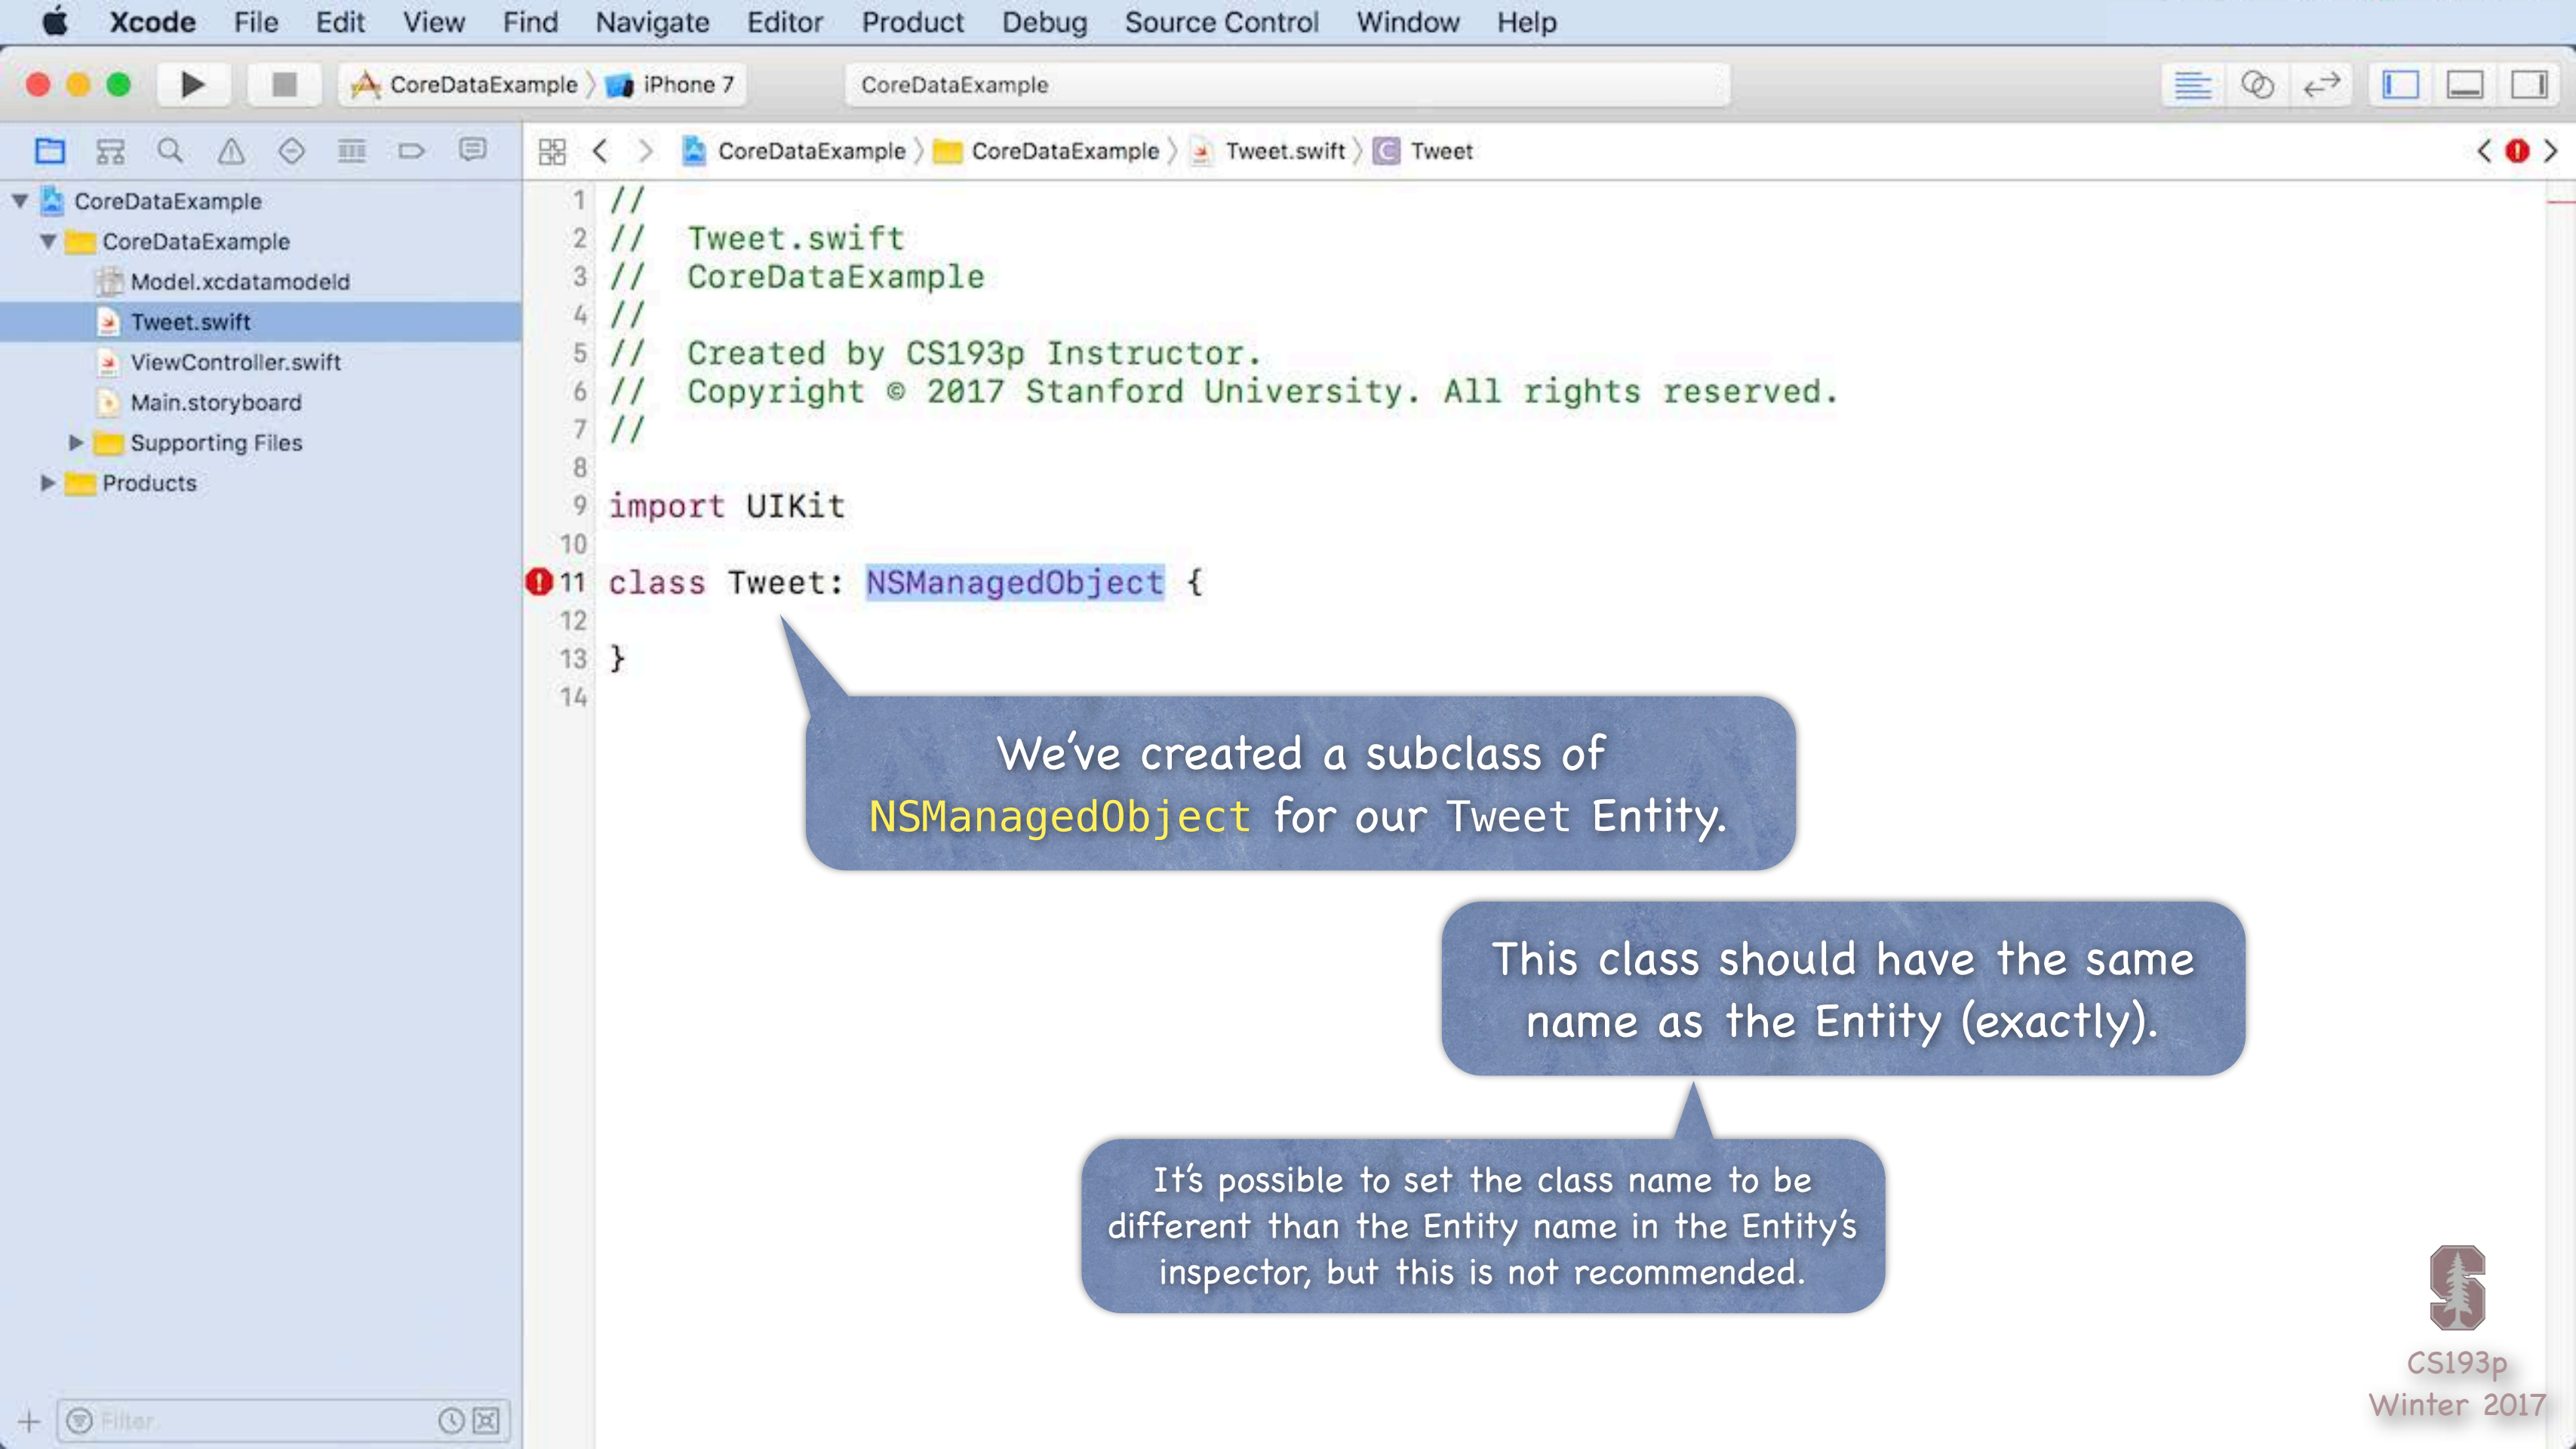 Xcode File Edit View Find Navigate Editor Product Debug Source Control Window Help
CoreDataExample iPhone 7 CoreDataExample
CoreDataExample CoreDataExample Tweet.swift C Tweet
CoreDataExample
CoreDataExample
Model.xcdatamodeld
Tweet.swift
ViewController.swift
Main.storyboard
Supporting Files
Products
Filter
1 //
2 // Tweet.swift
3 // CoreDataExample
4 //
5 // Created by CS193p Instructor.
6 // Copyright © 2017 Stanford University. All rights reserved.
7 //
8
9 import UIKit
10
11 class Tweet: NSManagedObject {
12
13 }
14
We've created a subclass of
NSManagedObject for our Tweet Entity.
This class should have the same
name as the Entity (exactly).
It's possible to set the class name to be
different than the Entity name in the Entity's
inspector, but this is not recommended.
S
CS193p
Winter 2017